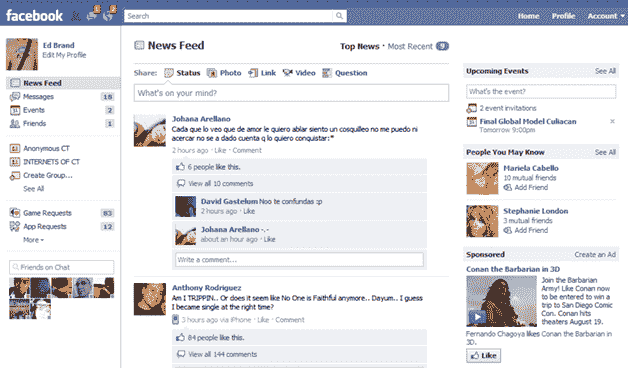 facebook
Search
Home Profile Account
Ed Brand
Edit My Profile
News Feed
Messages 16
Events 2
Friends 1
Anonymous CT
INTERNETS OF CT
Create Group...
See All
Game Requests 83
App Requests 12
More
Friends on Chat
News Feed
Top News · Most Recent 9
Share: Status Photo Link Video Question
What's on your mind?
Johana Arellano
Cada que lo veo que de amor le quiero ablar siento un cosquilleo no me puedo ni
acercar no se a dado cuenta q lo quiero conquistar:*
2 hours ago · Like · Comment
6 people like this.
View all 10 comments
David Gastelum Noo te confundas :p
2 hours ago · Like
Johana Arellano -.-
about an hour ago · Like
Write a comment...
Anthony Rodriguez
Am I TRIPPIN.. Or does it seem like No One is Faithful anymore.. Dayum.. I guess
I became single at the right time?
3 hours ago via iPhone · Like · Comment
84 people like this.
View all 144 comments
Upcoming Events See All
What's the event?
2 event invitations
31 Final Global Model Culiacan
Tomorrow 9:00pm
People You May Know See All
Mariela Cabello
10 mutual friends
Add Friend
Stephanie London
3 mutual friends
Add Friend
Sponsored Create an Ad
Conan the Barbarian in 3D
Join the Barbarian
Army! Like Conan now
to be entered to win a
trip to San Diego Comic
Con. Conan hits
theaters August 19.
Fernando Chagoya likes Conan the Barbarian in
3D.
Like